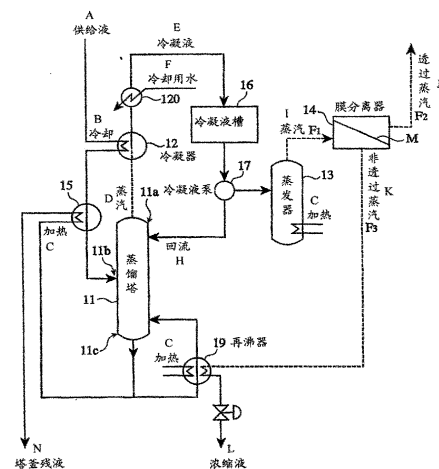 A
供给液
E
冷凝液
F
冷却用水
120
16
冷凝液槽
B
冷却
12
冷凝器
17
冷凝液泵
I
蒸汽 F1
14
膜分离器
M
透过蒸汽
F2
非透过蒸汽
F3
K
13
蒸发器
C
加热
15
加热
C
D
蒸汽
11a
11b
11
蒸馏塔
11c
回流
H
C
加热
19 再沸器
N
塔釜残液
L
浓缩液